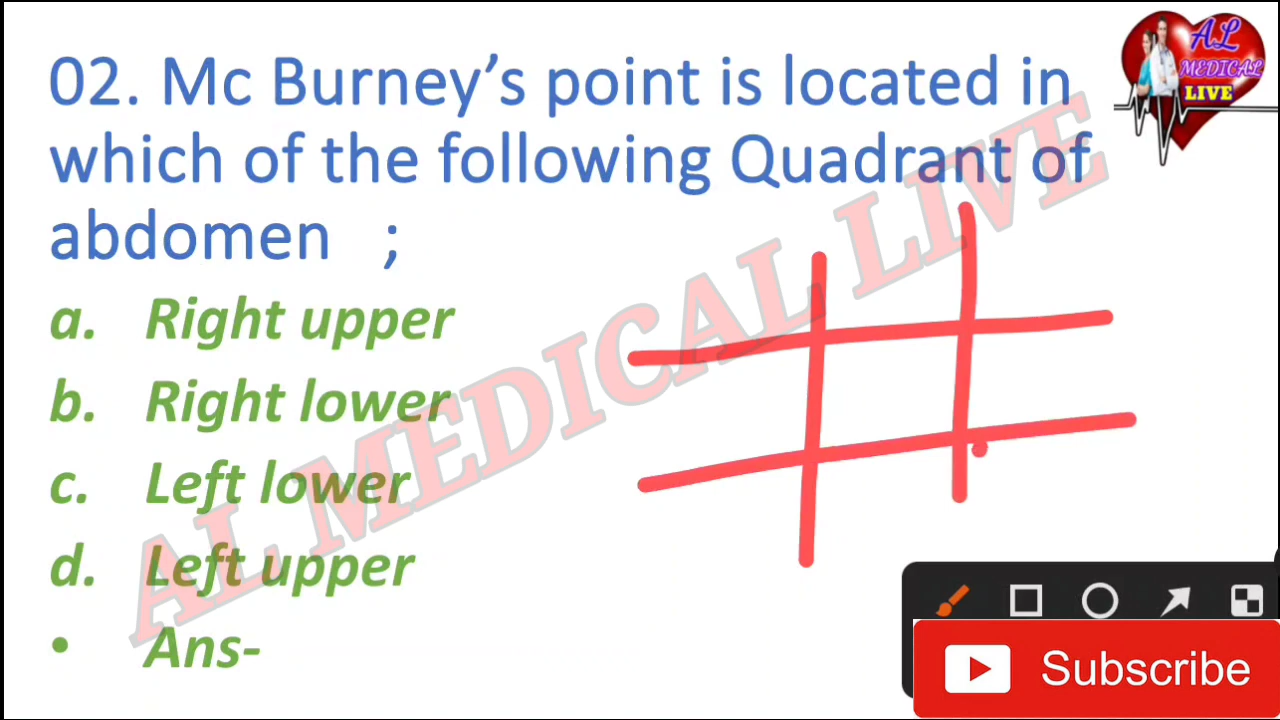 02. Mc Burney’s point is located in
which of the following Quadrant of
abdomen ;
a. Right upper
b. Right lower
c. Left lower
d. Left upper
• Ans-
AL MEDICAL LIVE
AL
MEDICAL
LIVE
Subscribe